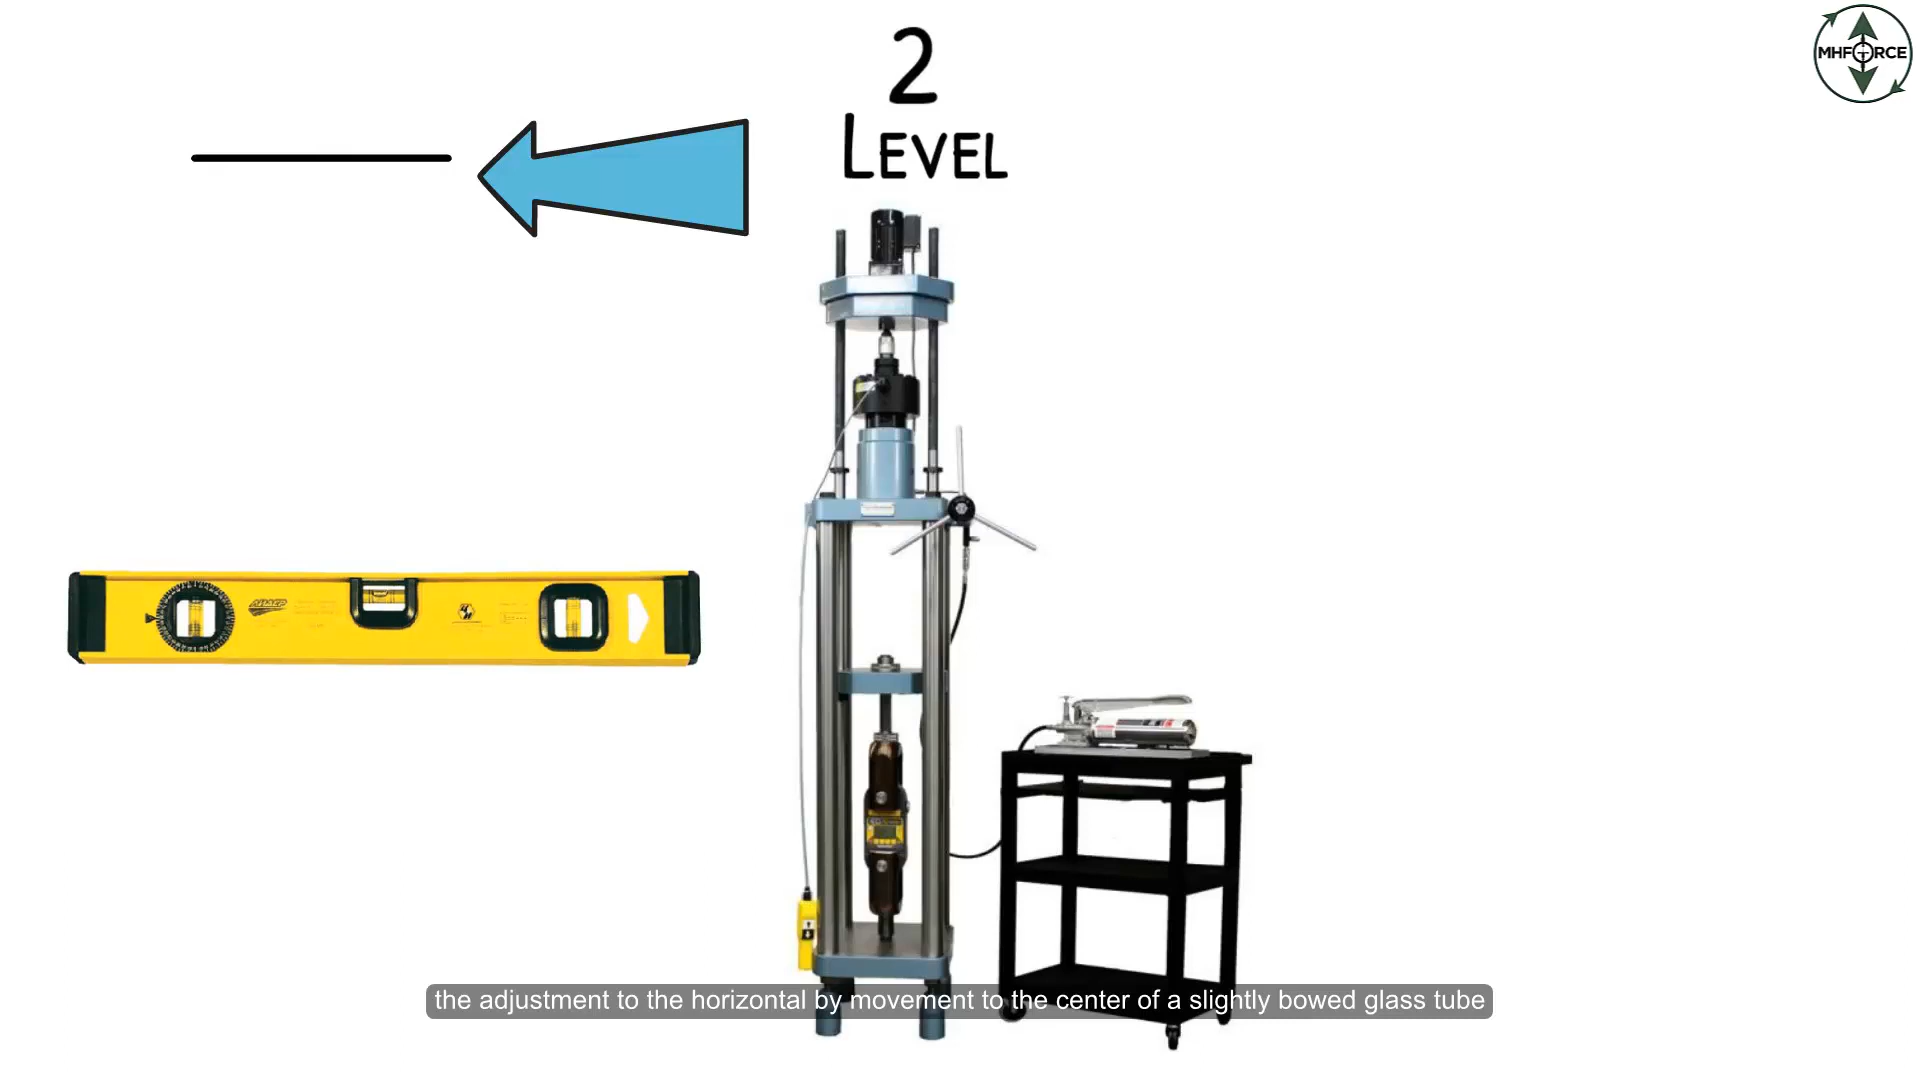 2
LEVEL
MHFORCE
the adjustment to the horizontal by movement to the center of a slightly bowed glass tube